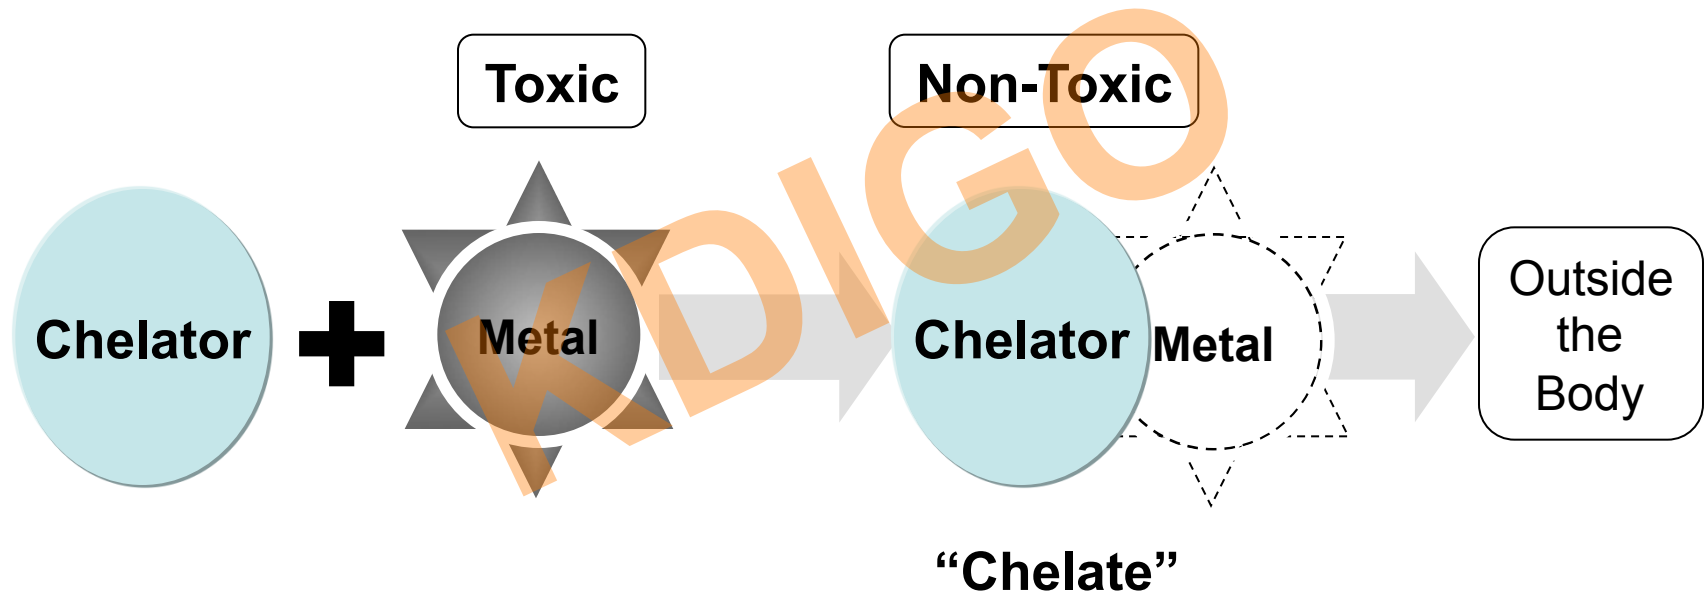 Toxic
Non-Toxic
Chelator
Metal
Chelator
Metal
Outside
the
Body
“Chelate”
KDIGO